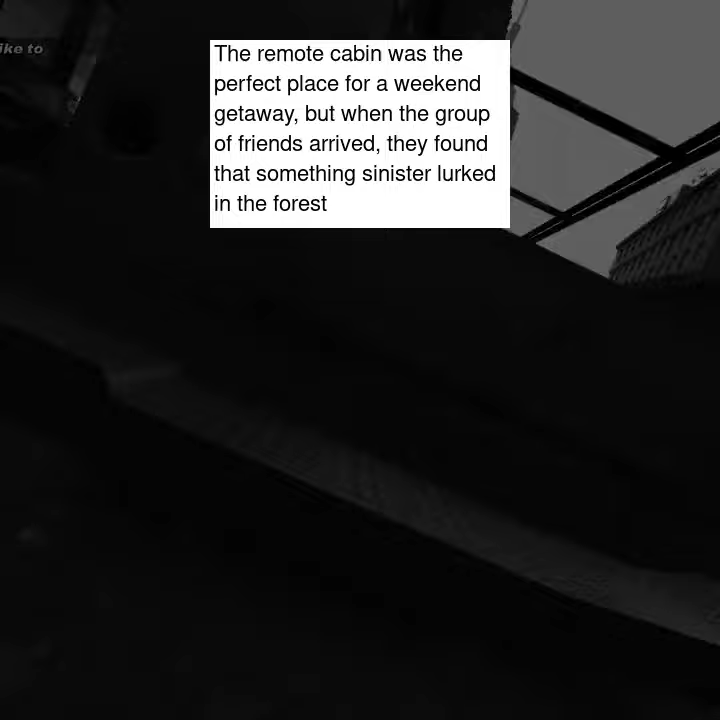 ike to
The remote cabin was the
perfect place for a weekend
getaway, but when the group
of friends arrived, they found
that something sinister lurked
in the forest